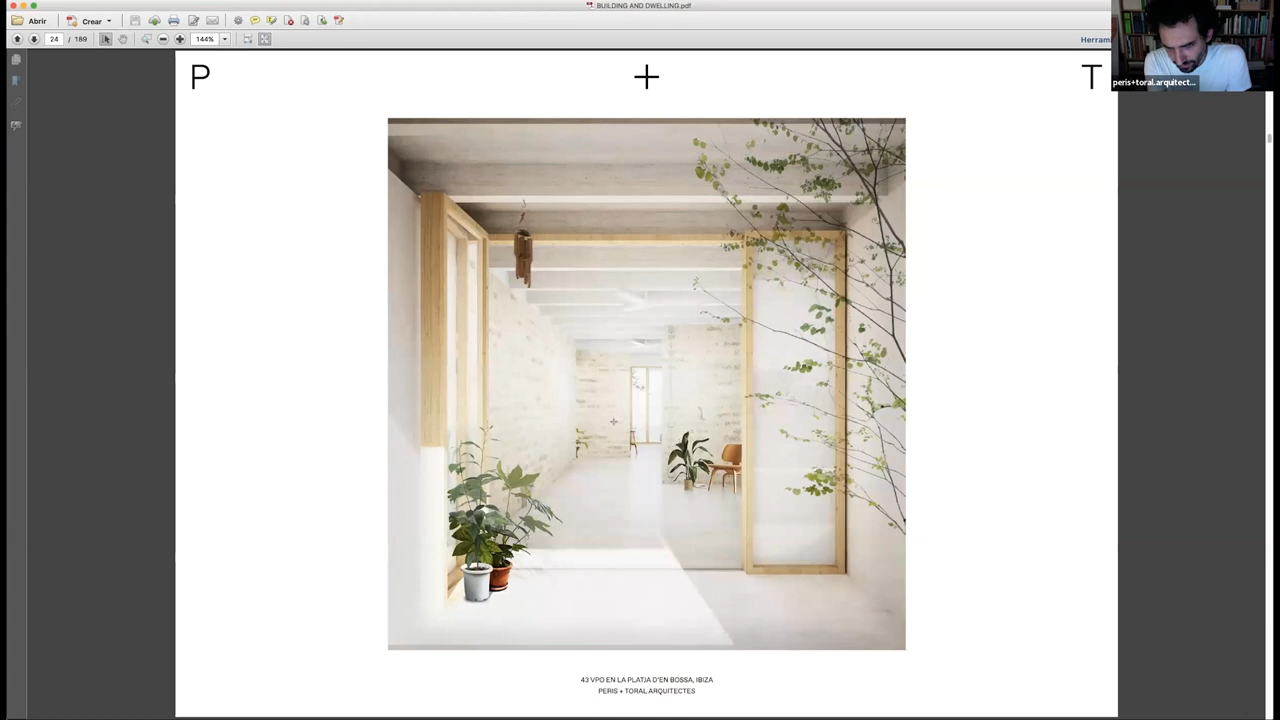 BUILDING AND DWELLING.pdf
Abrir
Crear
24 / 189
144%
Herrami
peris+toral.arquitect...
P + T
43 VPO EN LA PLATJA D'EN BOSSA, IBIZA
PERIS + TORAL ARQUITECTES